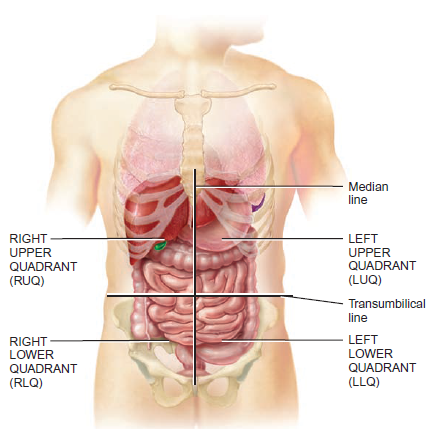 Median
line
RIGHT
UPPER
QUADRANT
(RUQ)
LEFT
UPPER
QUADRANT
(LUQ)
Transumbilical
line
RIGHT
LOWER
QUADRANT
(RLQ)
LEFT
LOWER
QUADRANT
(LLQ)